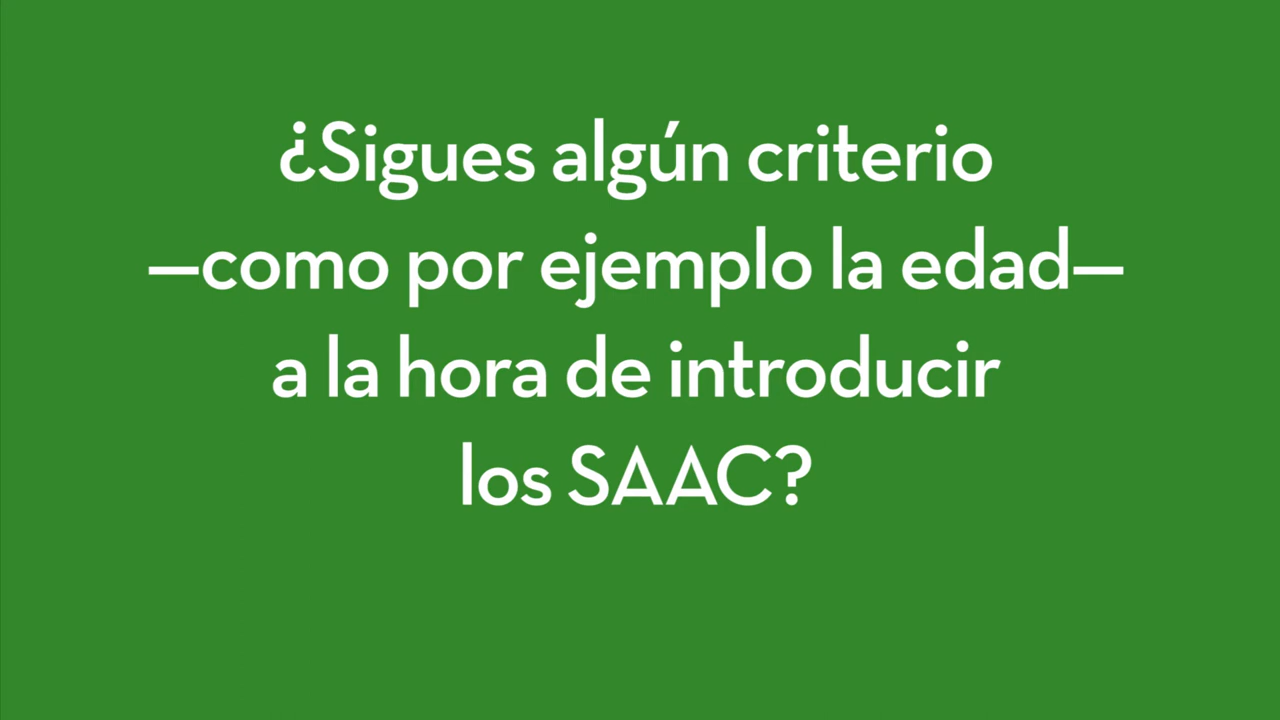 ¿Sigues algún criterio
—como por ejemplo la edad—
a la hora de introducir
los SAAC?